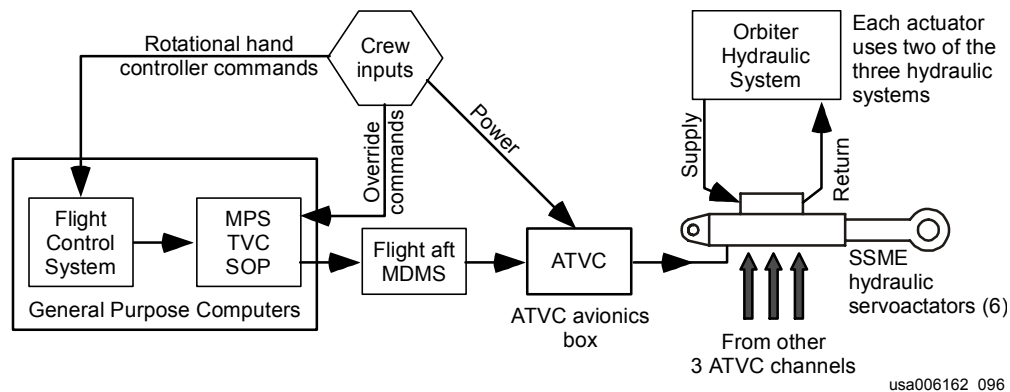 Rotational hand
controller commands
Crew
inputs
Orbiter
Hydraulic
System
Each actuator
uses two of the
three hydraulic
systems
Power
Override
commands
Supply
Return
Flight
Control
System
MPS
TVC
SOP
General Purpose Computers
Flight aft
MDMS
ATVC
ATVC avionics
box
SSME
hydraulic
servoactators (6)
From other
3 ATVC channels
usa006162_096